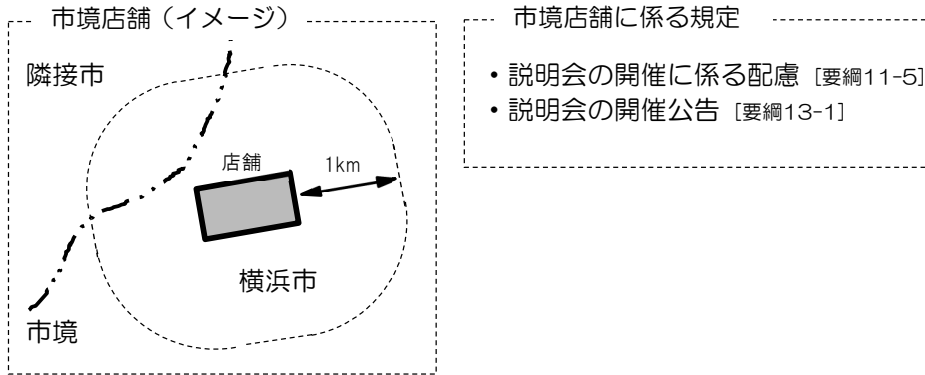 市境店舗（イメージ）
隣接市
店舗
1km
横浜市
市境
市境店舗に係る規定
・説明会の開催に係る配慮 [要綱11-5]
・説明会の開催公告 [要綱13-1]